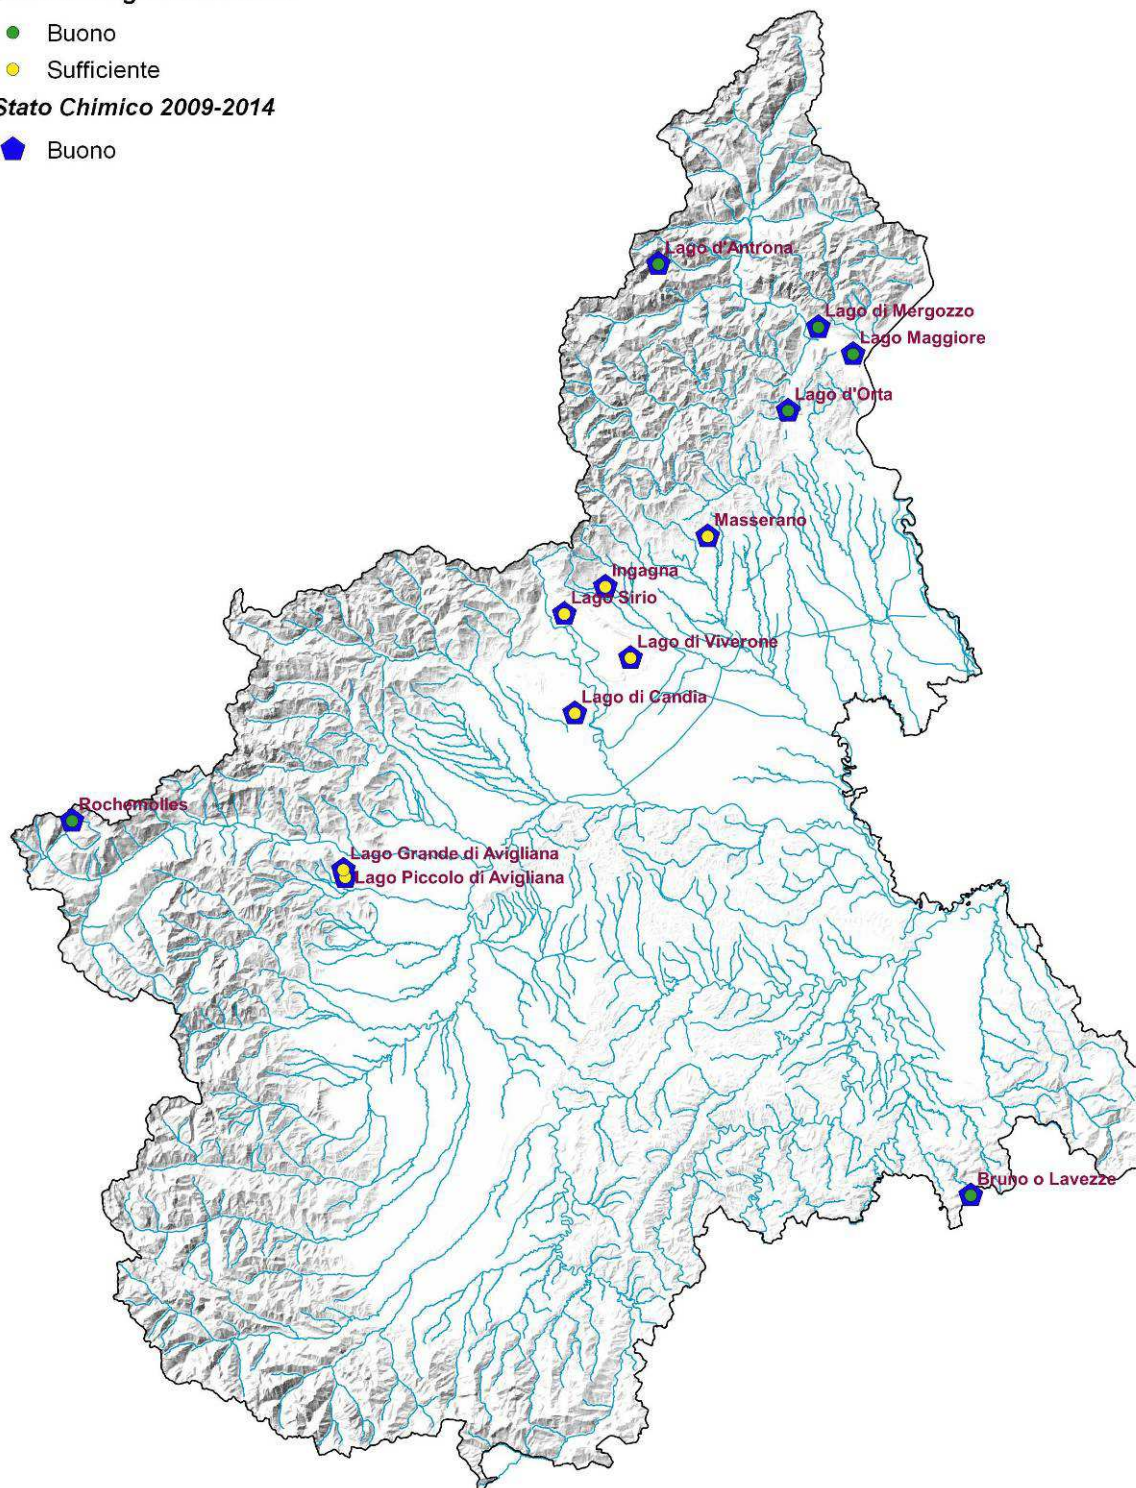 Buono
Sufficiente
Stato Chimico 2009-2014
Buono
Lago d'Antrona
Lago di Mergozzo
Lago Maggiore
Lago d'Orta
Masserano
Ingagna
Lago Sirio
Lago di Viverone
Lago di Candia
Rochemolles
Lago Grande di Avigliana
Lago Piccolo di Avigliana
Bruno o Lavezze